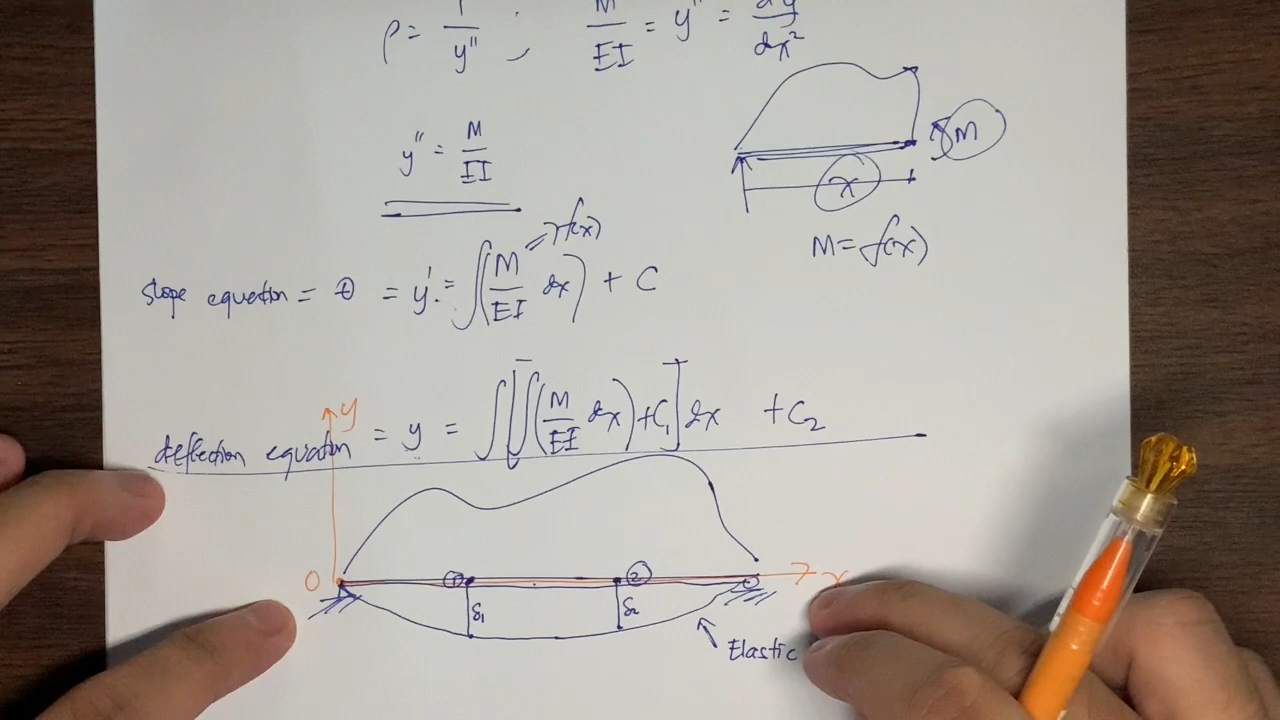 ρ = 1/y" ; M/EI = y" = d²y/dx²
y" = M/EI
M
x
M = f(x)
slope equation = θ = y' = ∫(M/EI dx) + C
f(x)
deflection equation = y = ∫[∫(M/EI dx) + C₁] dx + C₂
y
0 ① ② x
δ₁ δ₂
Elastic